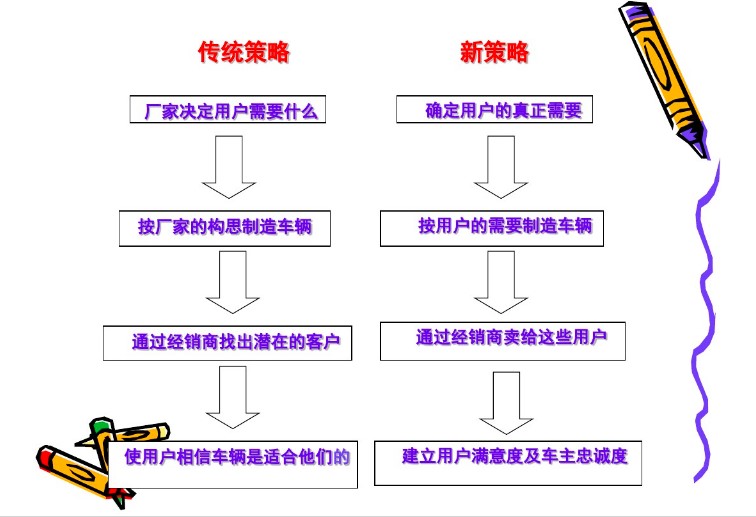 传统策略
新策略
厂家决定用户需要什么
确定用户的真正需要
按厂家的构思制造车辆
按用户的需要制造车辆
通过经销商找出潜在的客户
通过经销商卖给这些用户
使用户相信车辆是适合他们的
建立用户满意度及车主忠诚度